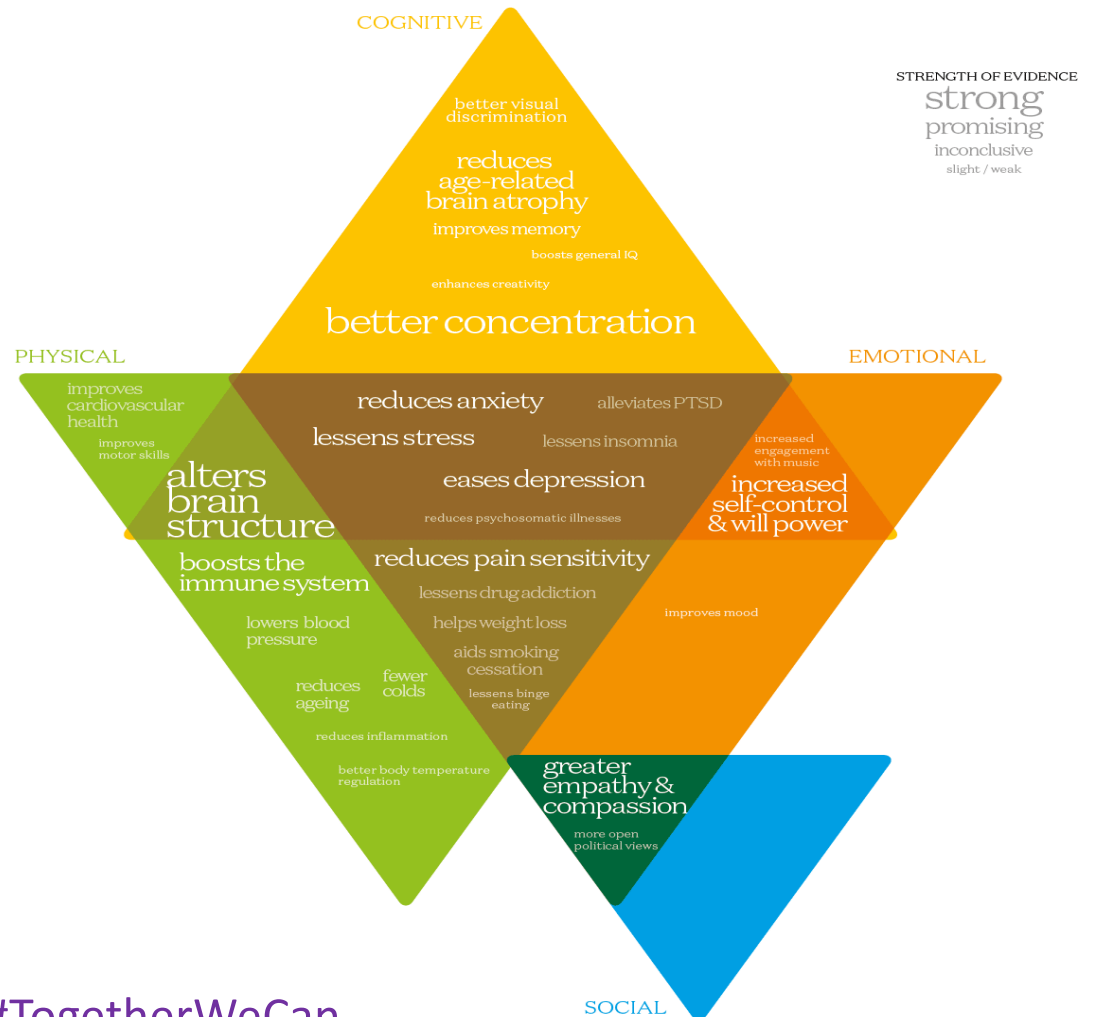 COGNITIVE
STRENGTH OF EVIDENCE
strong
promising
inconclusive
slight / weak
better visual
discrimination
reduces
age-related
brain atrophy
improves memory
boosts general IQ
enhances creativity
better concentration
PHYSICAL
EMOTIONAL
improves
cardiovascular
health
improves
motor skills
alters
brain
structure
reduces anxiety
alleviates PTSD
lessens stress
lessens insomnia
eases depression
reduces psychosomatic illnesses
increased
engagement
with music
increased
self-control
& will power
boosts the
immune system
lowers blood
pressure
reduces
ageing
fewer
colds
reduces inflammation
better body temperature
regulation
reduces pain sensitivity
lessens drug addiction
helps weight loss
aids smoking
cessation
lessens binge
eating
improves mood
greater
empathy &
compassion
more open
political views
#TogetherWeCan
SOCIAL